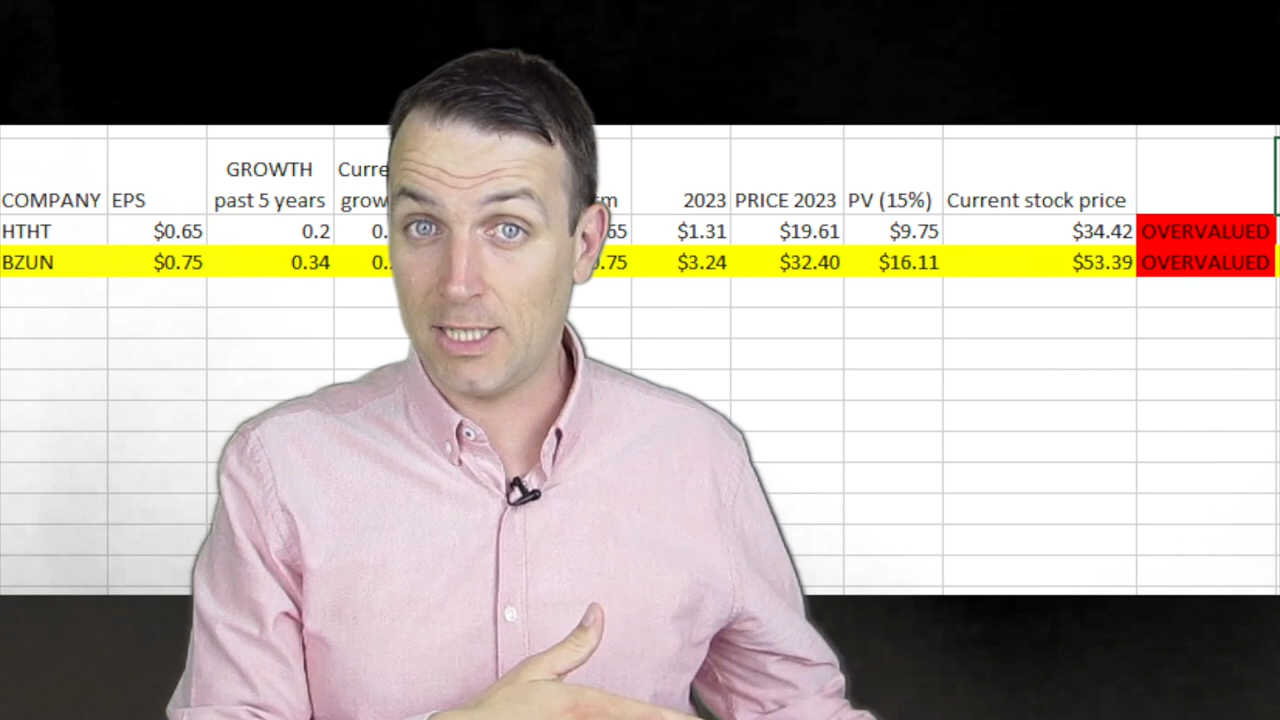 GROWTH
COMPANY EPS past 5 years 2023 PRICE 2023 PV (15%) Current stock price
HTHT $0.65 0.2 $1.31 $19.61 $9.75 $34.42 OVERVALUED
BZUN $0.75 0.34 $3.24 $32.40 $16.11 $53.39 OVERVALUED